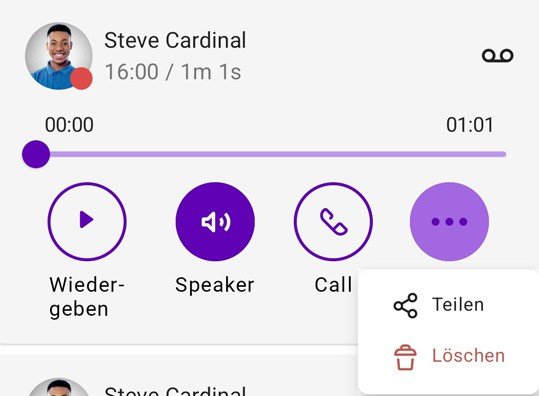 Steve Cardinal
16:00 / 1m 1s
00:00
01:01
Wieder-
geben
Speaker
Call
Teilen
Löschen
Steve Cardinal